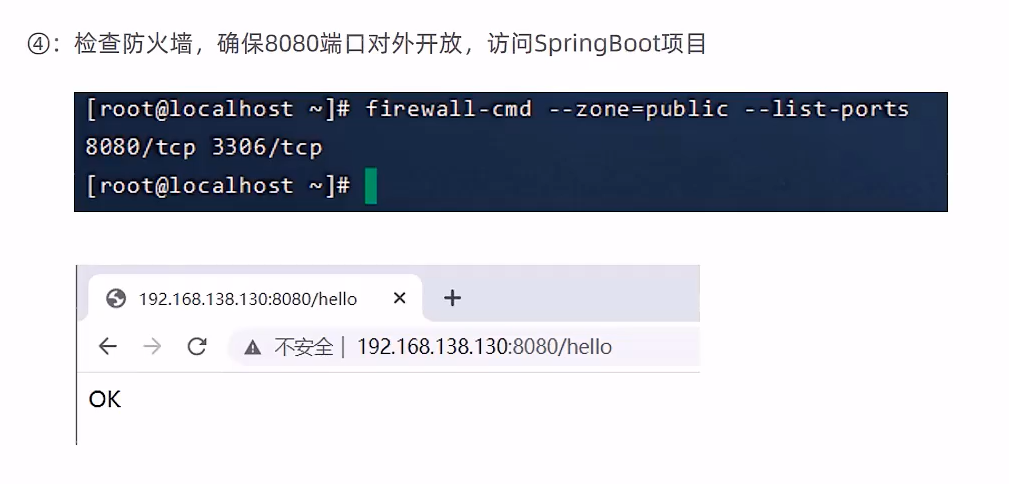 ④：检查防火墙，确保8080端口对外开放，访问SpringBoot项目
[root@localhost ~]# firewall-cmd --zone=public --list-ports
8080/tcp 3306/tcp
[root@localhost ~]#
192.168.138.130:8080/hello
不安全 | 192.168.138.130:8080/hello
OK